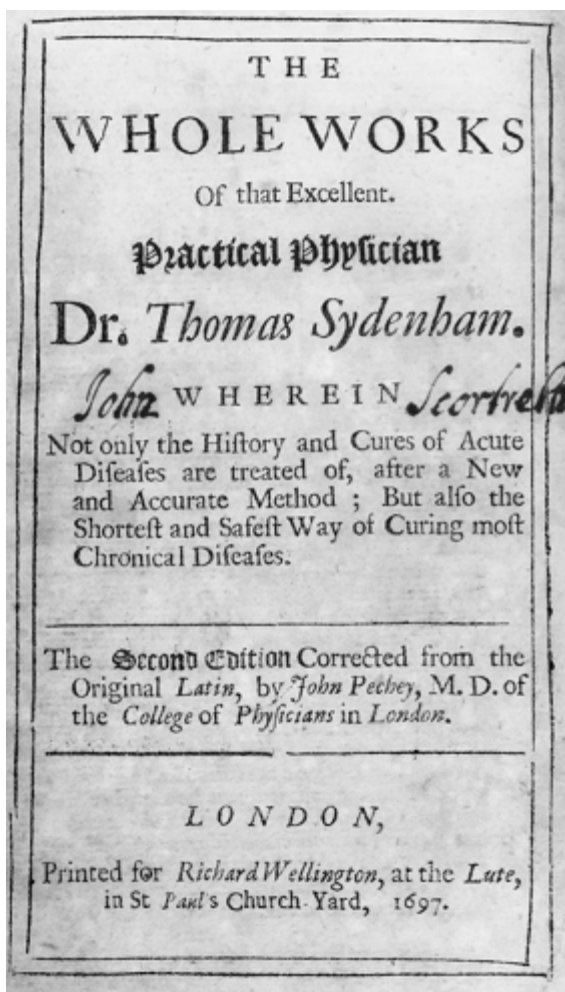 THE
WHOLE WORKS
Of that Excellent.
Practical Phyſician
Dr. Thomas Sydenham.
John WHEREIN
Not only the Hiſtory and Cures of Acute
Diſeaſes are treated of, after a New
and Accurate Method ; But alſo the
Shorteſt and Safeſt Way of Curing moſt
Chronical Diſeaſes.
The Second Edition Corrected from the
Original Latin, by John Pechey, M. D. of
the College of Phyſicians in London.
LONDON,
Printed for Richard Wellington, at the Lute,
in St Paul's Church-Yard, 1697.